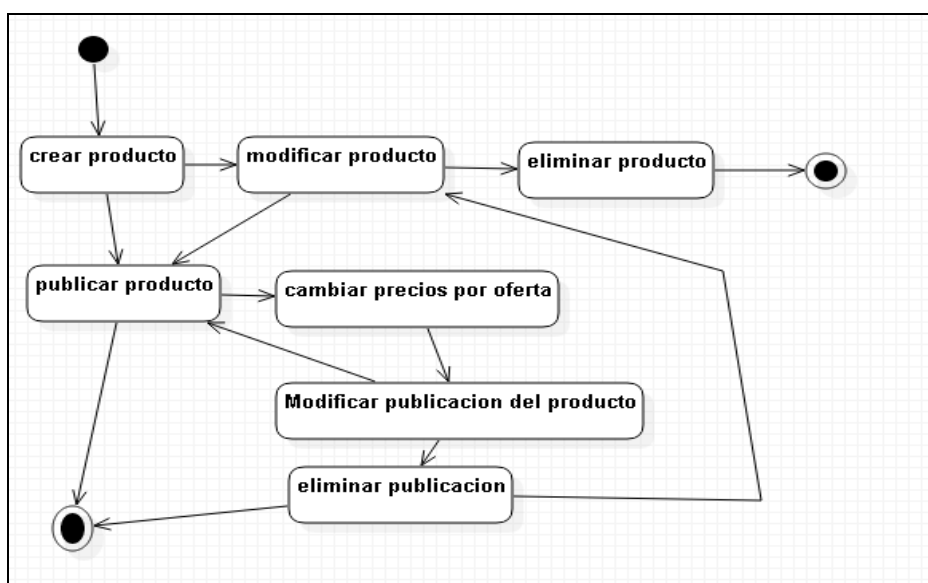 crear producto
modificar producto
eliminar producto
publicar producto
cambiar precios por oferta
Modificar publicacion del producto
eliminar publicacion